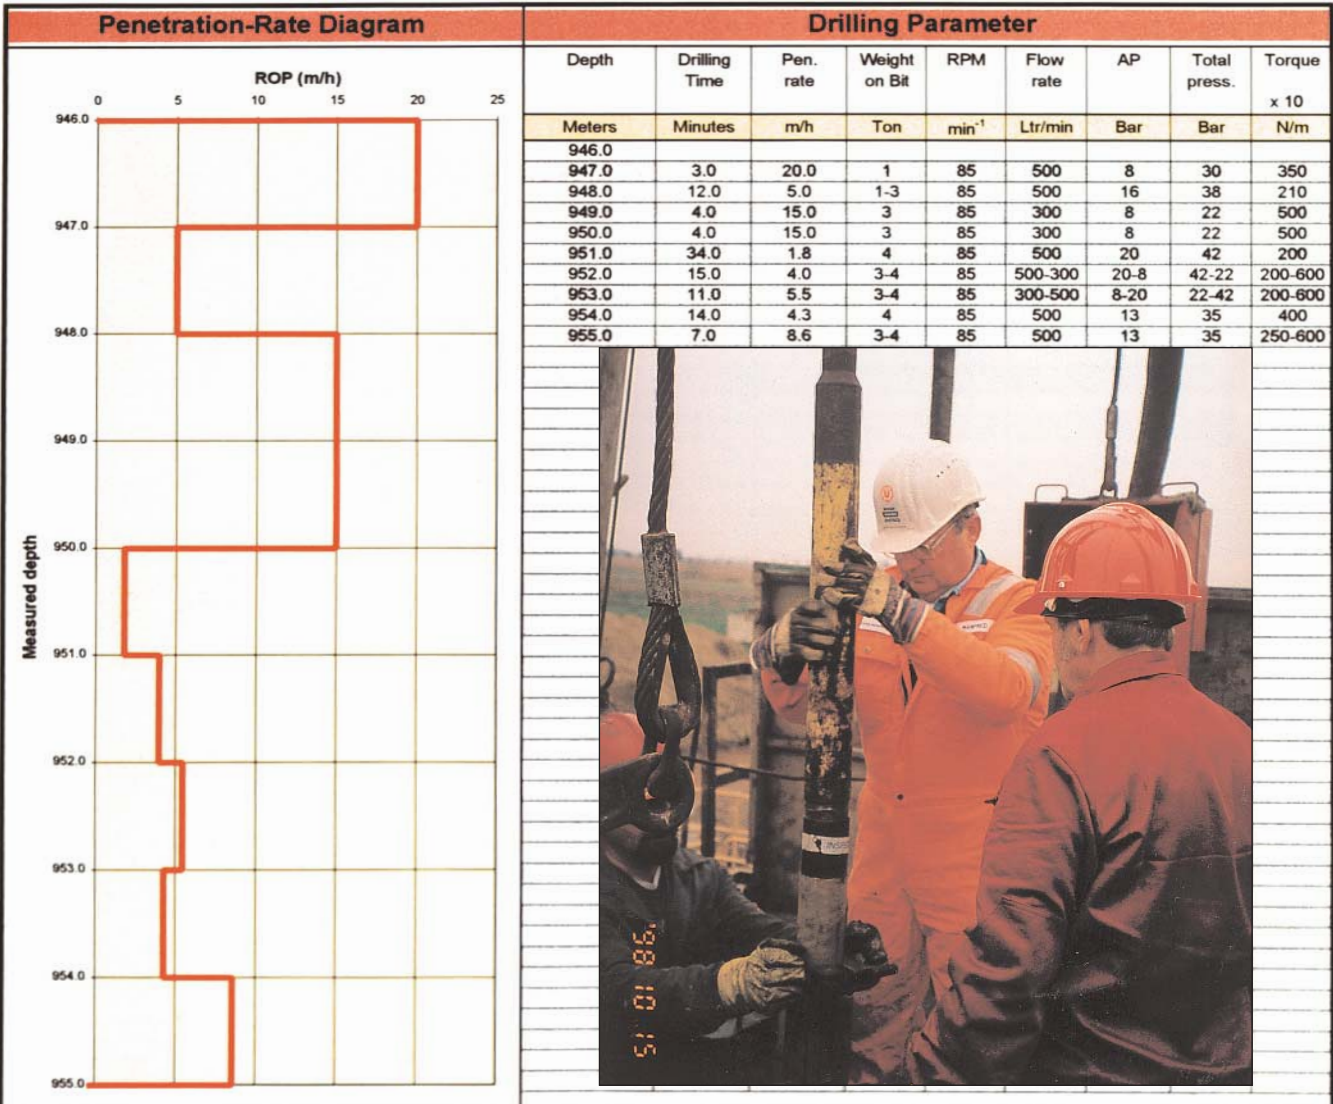 Penetration-Rate Diagram
ROP (m/h)
0 5 10 15 20 25
946.0
947.0
948.0
949.0
950.0
951.0
952.0
953.0
954.0
955.0
Measured depth
Drilling Parameter
Depth Drilling Time Pen. rate Weight on Bit RPM Flow rate AP Total press. Torque x 10
Meters Minutes m/h Ton min⁻¹ Ltr/min Bar Bar N/m
946.0
947.0 3.0 20.0 1 85 500 8 30 350
948.0 12.0 5.0 1-3 85 500 16 38 210
949.0 4.0 15.0 3 85 300 8 22 500
950.0 4.0 15.0 3 85 300 8 22 500
951.0 34.0 1.8 4 85 500 20 42 200
952.0 15.0 4.0 3-4 85 500-300 20-8 42-22 200-600
953.0 11.0 5.5 3-4 85 300-500 8-20 22-42 200-600
954.0 14.0 4.3 4 85 500 13 35 400
955.0 7.0 8.6 3-4 85 500 13 35 250-600
'98 10 15